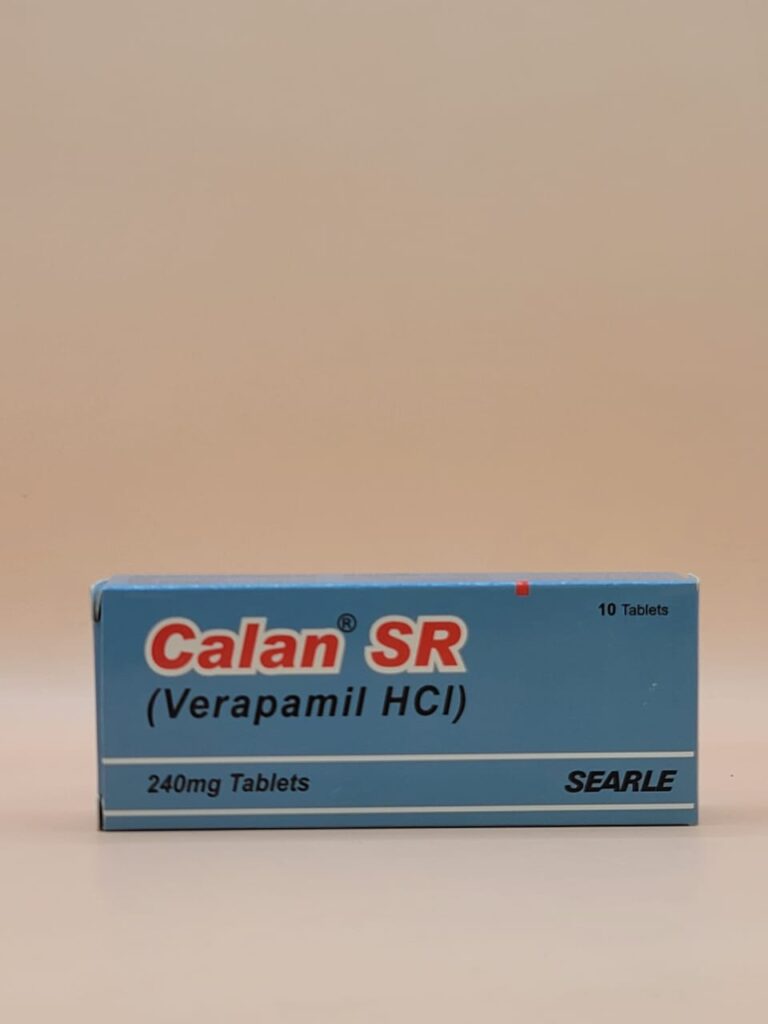 10 Tablets
Calan® SR
(Verapamil HCl)
240mg Tablets
SEARLE